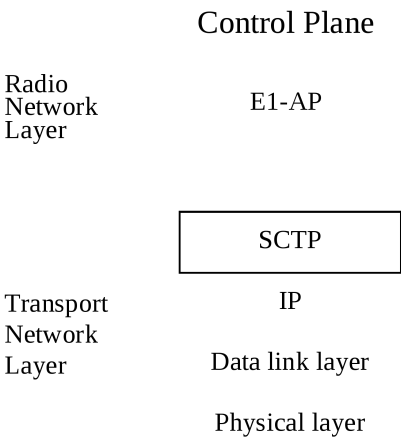 Control Plane
Radio
Network
Layer
E1-AP
SCTP
Transport
Network
Layer
IP
Data link layer
Physical layer